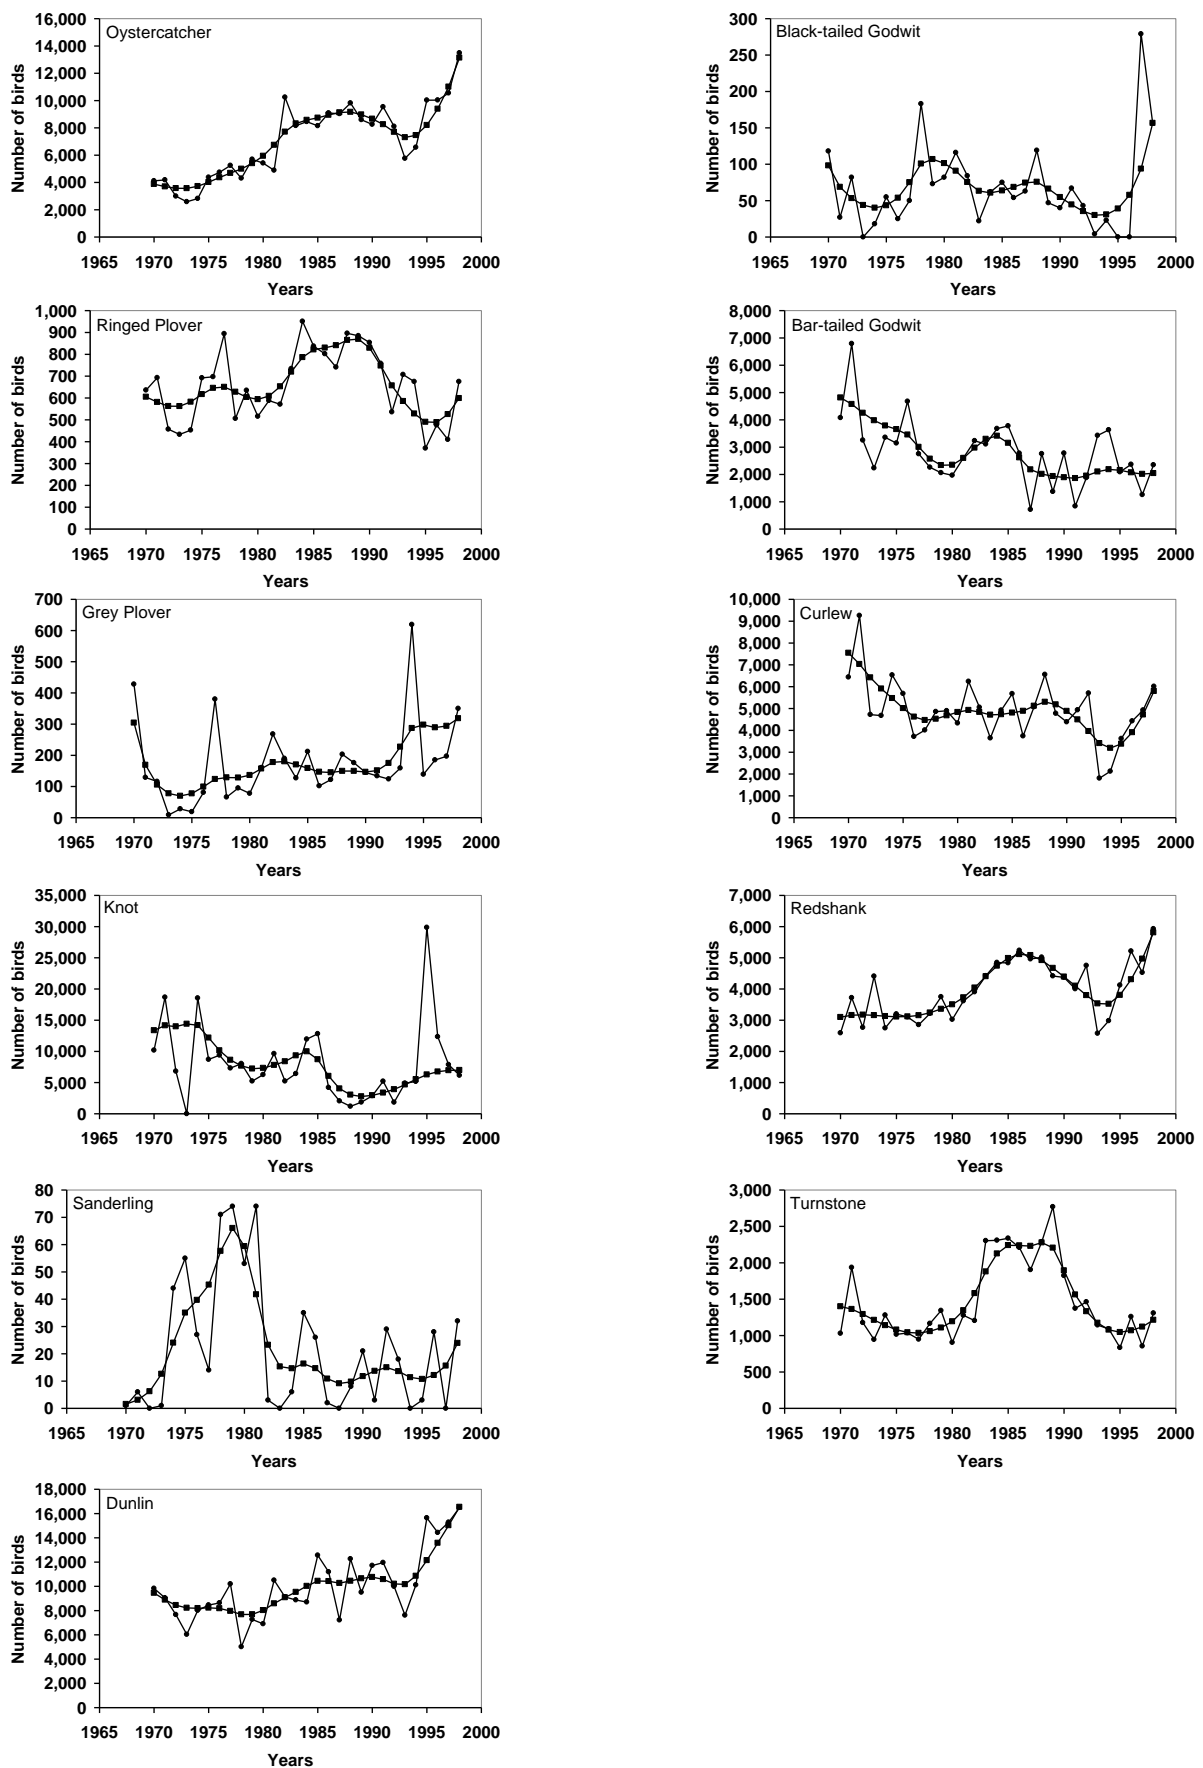 Oystercatcher
Number of birds
16,000
14,000
12,000
10,000
8,000
6,000
4,000
2,000
0
1965 1970 1975 1980 1985 1990 1995 2000
Years
Black-tailed Godwit
Number of birds
300
250
200
150
100
50
0
1965 1970 1975 1980 1985 1990 1995 2000
Years
Ringed Plover
Number of birds
1,000
900
800
700
600
500
400
300
200
100
0
1965 1970 1975 1980 1985 1990 1995 2000
Years
Bar-tailed Godwit
Number of birds
8,000
7,000
6,000
5,000
4,000
3,000
2,000
1,000
0
1965 1970 1975 1980 1985 1990 1995 2000
Years
Grey Plover
Number of birds
700
600
500
400
300
200
100
0
1965 1970 1975 1980 1985 1990 1995 2000
Years
Curlew
Number of birds
10,000
9,000
8,000
7,000
6,000
5,000
4,000
3,000
2,000
1,000
0
1965 1970 1975 1980 1985 1990 1995 2000
Years
Knot
Number of birds
35,000
30,000
25,000
20,000
15,000
10,000
5,000
0
1965 1970 1975 1980 1985 1990 1995 2000
Years
Redshank
Number of birds
7,000
6,000
5,000
4,000
3,000
2,000
1,000
0
1965 1970 1975 1980 1985 1990 1995 2000
Years
Sanderling
Number of birds
80
70
60
50
40
30
20
10
0
1965 1970 1975 1980 1985 1990 1995 2000
Years
Turnstone
Number of birds
3,000
2,500
2,000
1,500
1,000
500
0
1965 1970 1975 1980 1985 1990 1995 2000
Years
Dunlin
Number of birds
18,000
16,000
14,000
12,000
10,000
8,000
6,000
4,000
2,000
0
1965 1970 1975 1980 1985 1990 1995 2000
Years